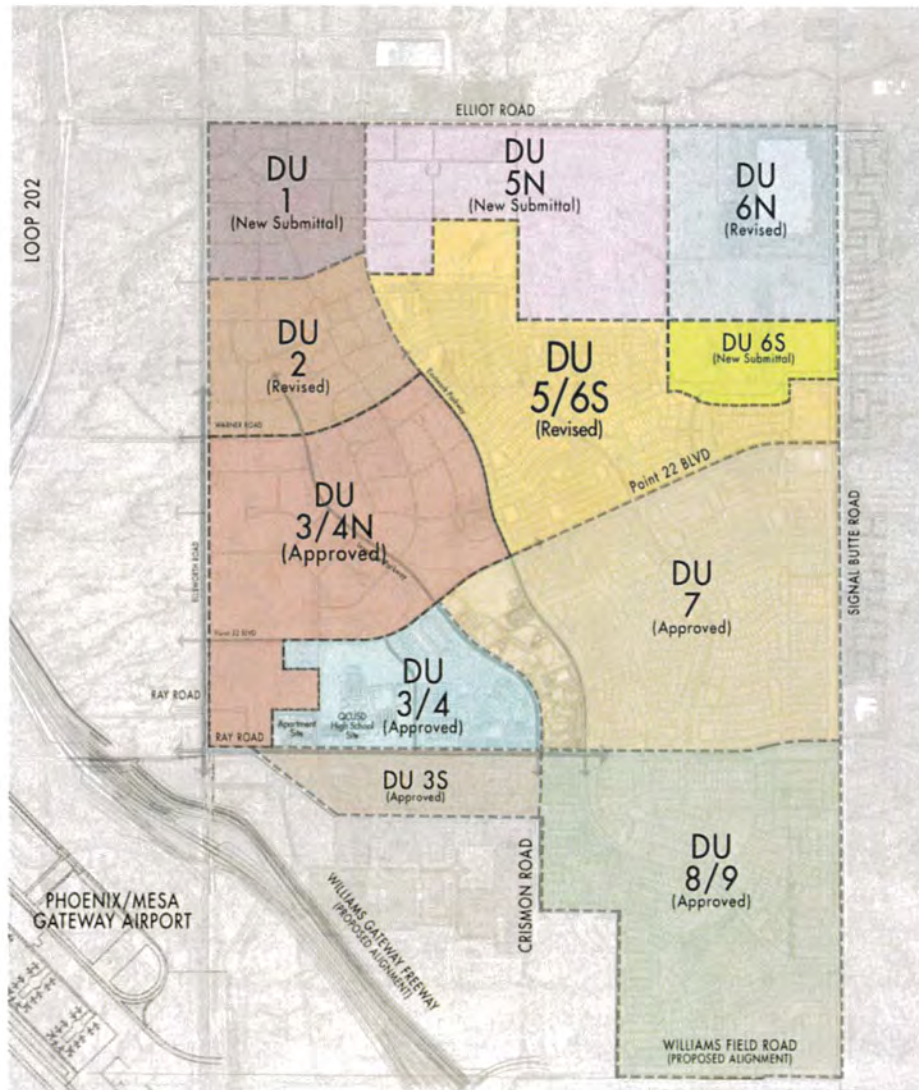 ELLIOT ROAD
LOOP 202
DU
1
(New Submittal)
DU
5N
(New Submittal)
DU
6N
(Revised)
DU
2
(Revised)
DU
5/6S
(Revised)
DU 6S
(New Submittal)
WARNER ROAD
Point 22 BLVD
DU
3/4N
(Approved)
ELLSWORTH ROAD
DU
7
(Approved)
SIGNAL BUTTE ROAD
Point 22 BLVD
RAY ROAD
DU
3/4
(Approved)
Apartment
Site
QCUSD
High School
Site
RAY ROAD
DU 3S
(Approved)
DU
8/9
(Approved)
CRISMON ROAD
PHOENIX/MESA
GATEWAY AIRPORT
WILLIAMS GATEWAY FREEWAY
(PROPOSED ALIGNMENT)
WILLIAMS FIELD ROAD
(PROPOSED ALIGNMENT)